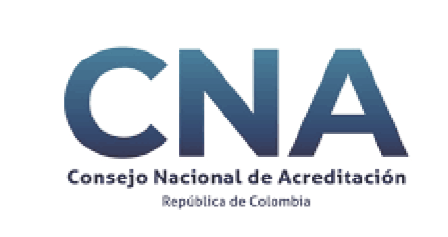 CNA
Consejo Nacional de Acreditación
República de Colombia